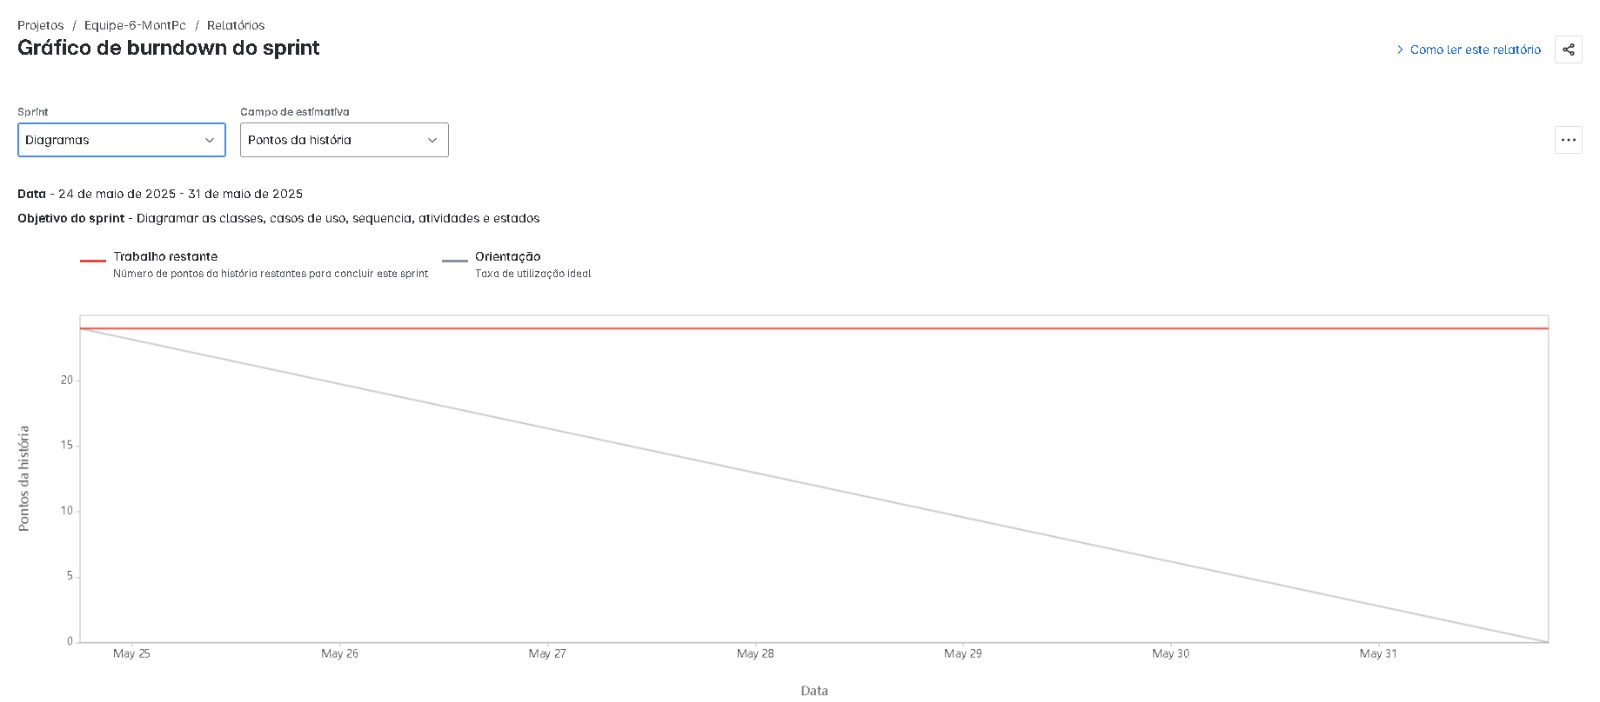 Projetos / Equipe-6-MontPc / Relatórios
Gráfico de burndown do sprint
Como ler este relatório
Sprint
Campo de estimativa
Diagramas
Pontos da história
Data - 24 de maio de 2025 - 31 de maio de 2025
Objetivo do sprint - Diagramar as classes, casos de uso, sequencia, atividades e estados
Trabalho restante
Número de pontos da história restantes para concluir este sprint
Orientação
Taxa de utilização ideal
Pontos da história
20
15
10
5
0
May 25 May 26 May 27 May 28 May 29 May 30 May 31
Data